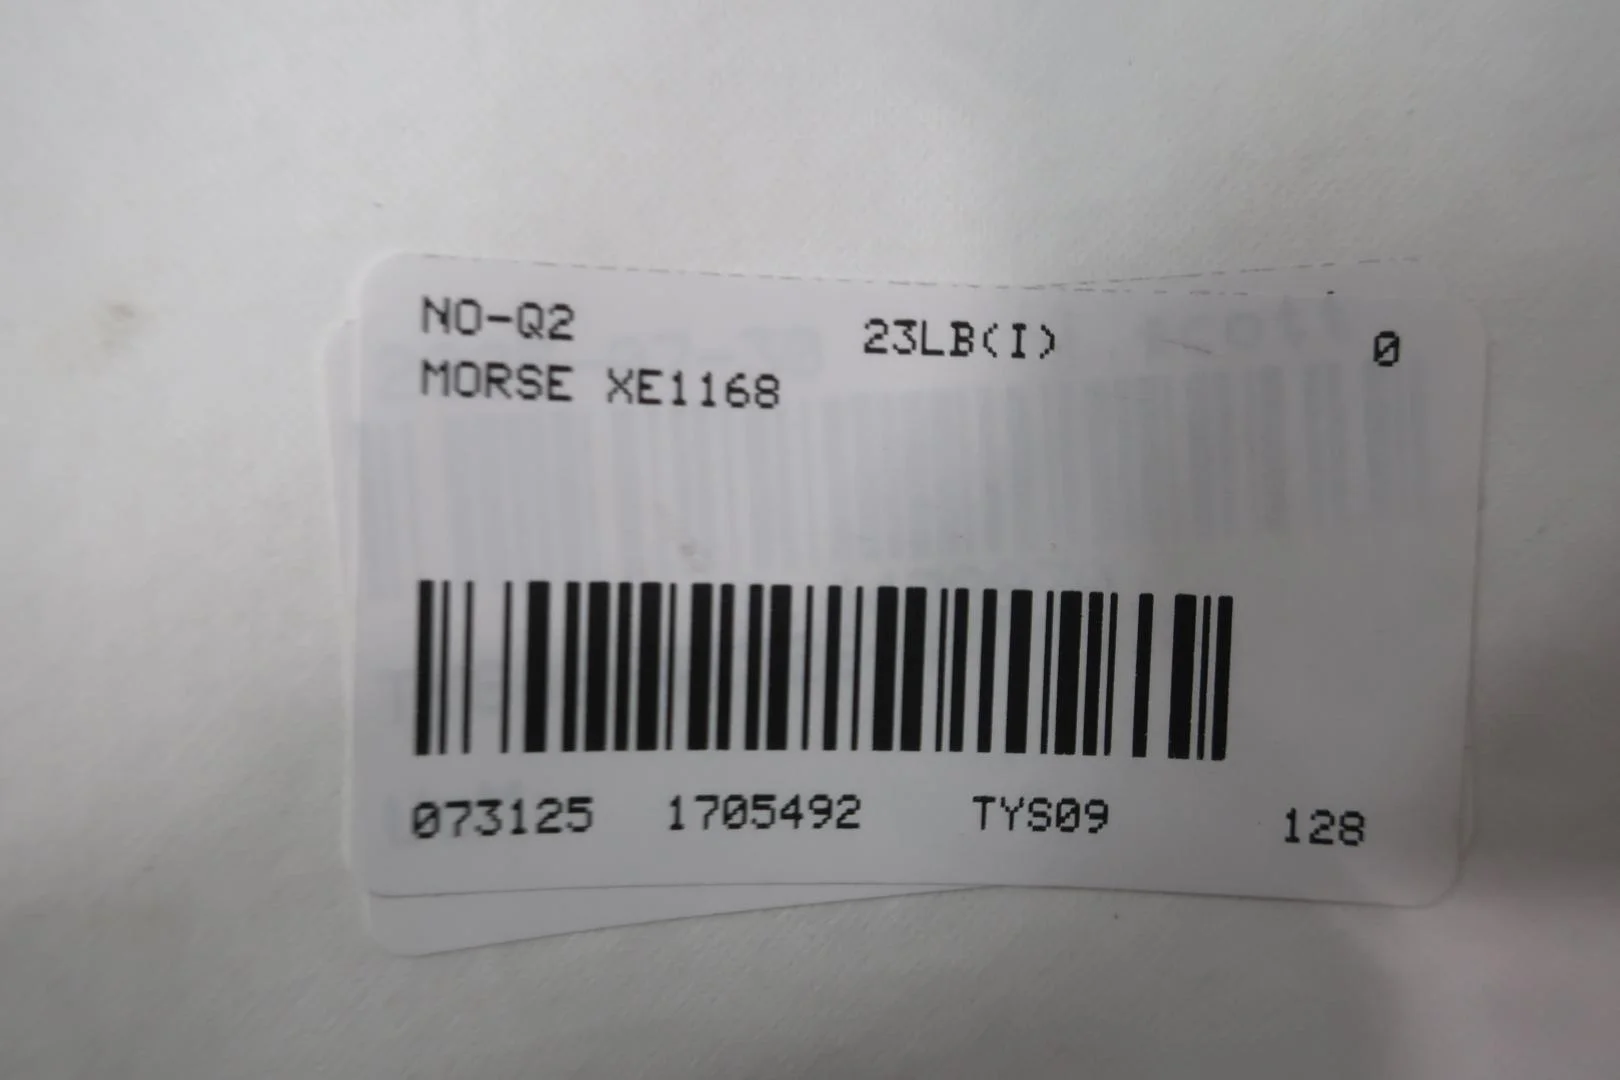 NO-Q2 23LB(I) 0
MORSE XE1168
073125 1705492 TYS09 128